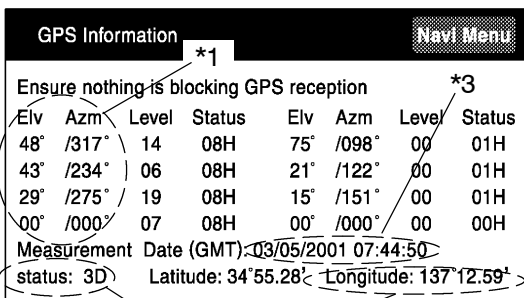 GPS Information Navi Menu
*1
Ensure nothing is blocking GPS reception
*3
Elv Azm Level Status Elv Azm Level Status
48° /317° 14 08H 75° /098° 00 01H
43° /234° 06 08H 21° /122° 00 01H
29° /275° 19 08H 15° /151° 00 01H
00° /000° 07 08H 00° /000° 00 00H
Measurement Date (GMT): 03/05/2001 07:44:50
status: 3D Latitude: 34°55.28' Longitude: 137°12.59'